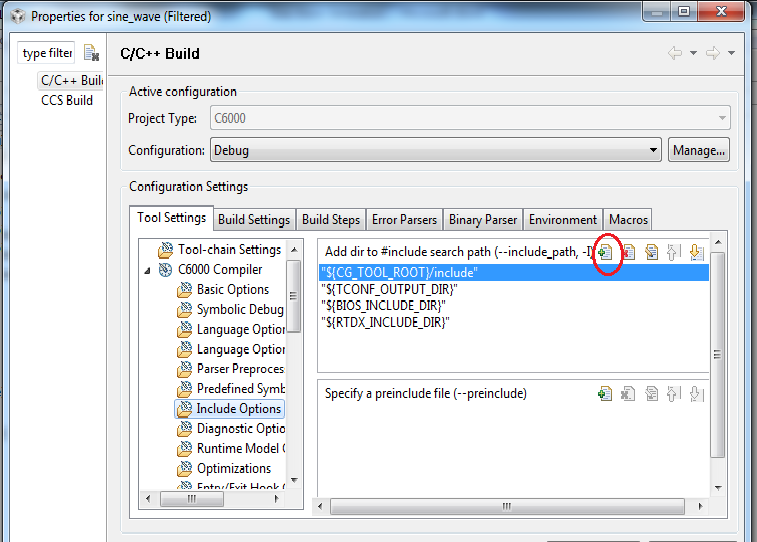 Properties for sine_wave (Filtered)
type filter
C/C++ Build
C/C++ Buil
CCS Build
Active configuration
Project Type: C6000
Configuration: Debug Manage...
Configuration Settings
Tool Settings Build Settings Build Steps Error Parsers Binary Parser Environment Macros
Tool-chain Settings
C6000 Compiler
Basic Options
Symbolic Debug
Language Option
Language Option
Parser Preproces
Predefined Symb
Include Options
Diagnostic Optio
Runtime Model O
Optimizations
Entry/Exit Hook O
Add dir to #include search path (--include_path, -I)
"${CG_TOOL_ROOT}/include"
"${TCONF_OUTPUT_DIR}"
"${BIOS_INCLUDE_DIR}"
"${RTDX_INCLUDE_DIR}"
Specify a preinclude file (--preinclude)